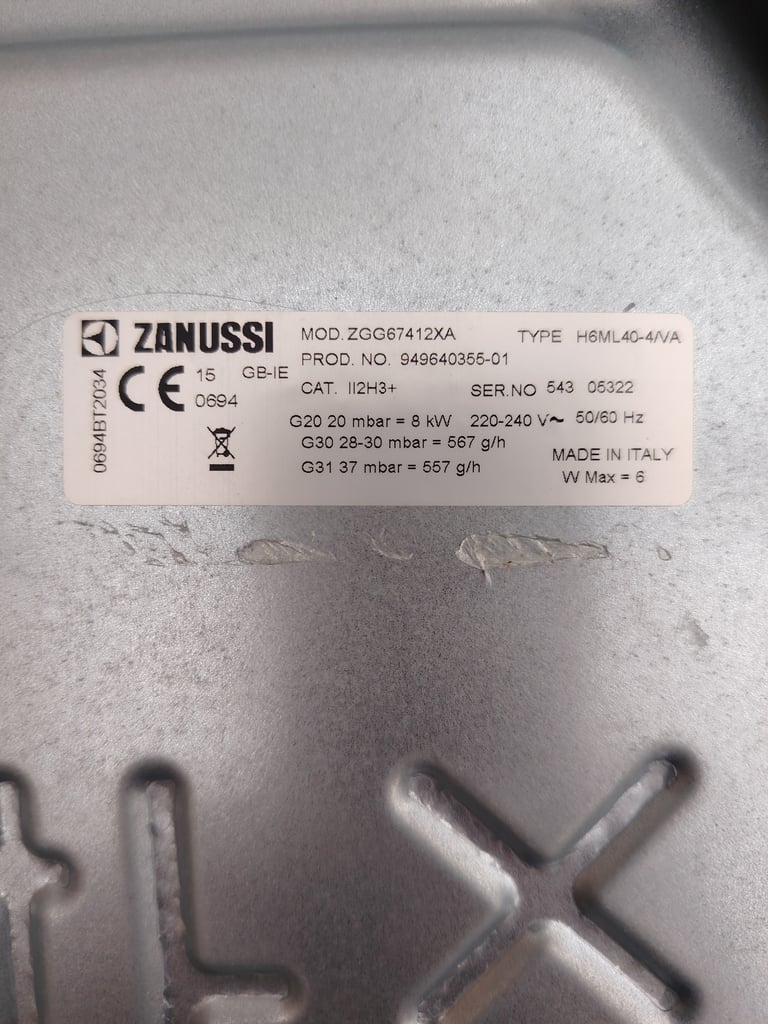 ZANUSSI
MOD. ZGG67412XA TYPE H6ML40-4/VA
PROD. NO. 949640355-01
0694BT2034
CE 15 GB-IE
0694
CAT. II2H3+ SER.NO 543 05322
G20 20 mbar = 8 kW 220-240 V~ 50/60 Hz
G30 28-30 mbar = 567 g/h
MADE IN ITALY
G31 37 mbar = 557 g/h
W Max = 6